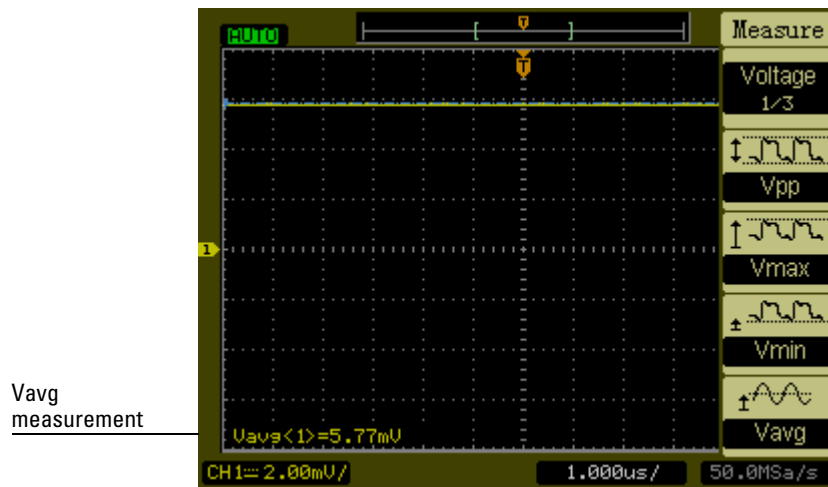 AUTO
T
Measure
Voltage
1/3
T
Vpp
1
Vmax
Vmin
Vavg
measurement
Vavg<1>=5.77mV
Vavg
CH1 2.00mV/
1.000us/
50.0MSa/s